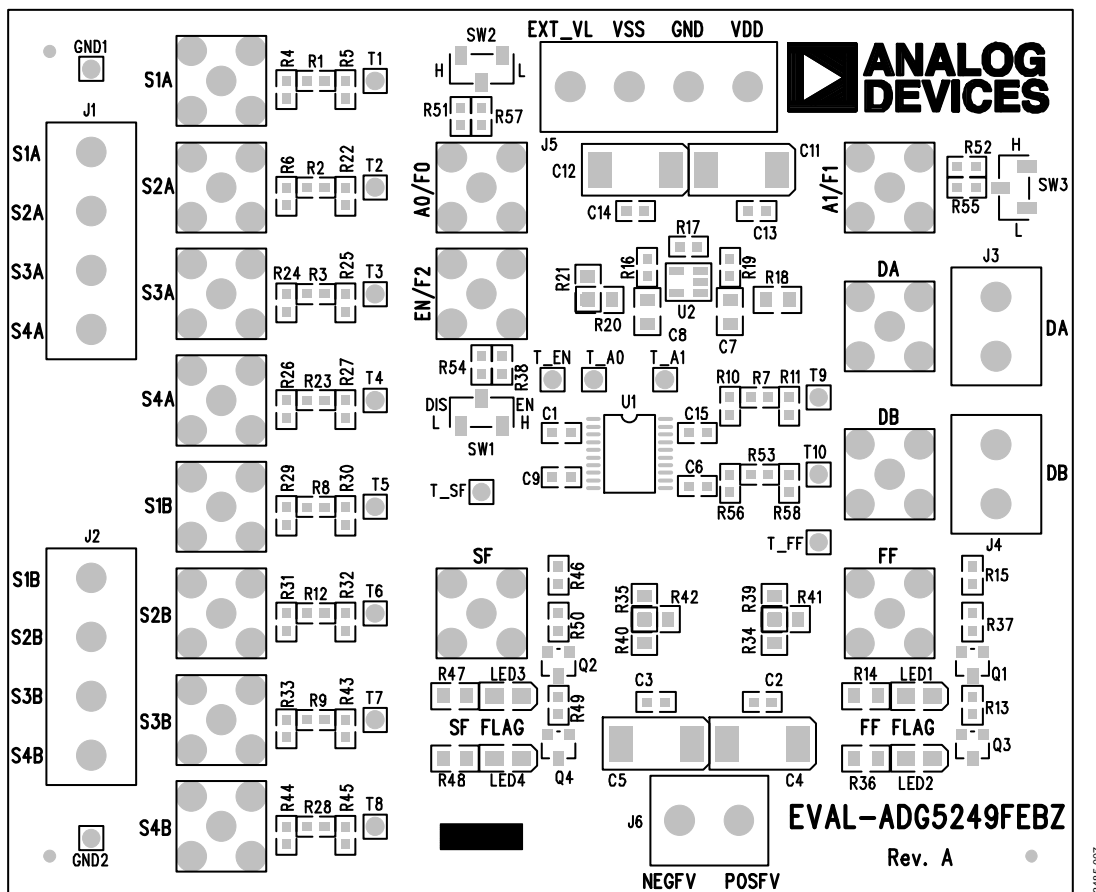 EXT_VL VSS GND VDD
GND1
SW2
H L
R4 R1 R5 T1
S1A
ANALOG
DEVICES
J1
R51 R57
J5
S1A
R6 R2 R22 T2
S2A
A0/F0
C12 C11
A1/F1
R52 H
SW3
R55
L
S2A
C14 C13
R17
S3A
R24 R3 R25 T3
S3A
EN/F2
R21 R16 R19 R18
DA
J3
S4A
R20 U2
C8 C7
DA
R54 R38
T_EN T_A0 T_A1
R26 R23 R27 T4
S4A
DIS EN
L H
SW1
C1 U1 C15
R10 R7 R11 T9
DB
DB
R29 R8 R30 T5
S1B
T_SF
C9 C6
R53 T10
R56 R58
J2
T_FF
J4
S1B
SF
R46
FF
R15
R31 R12 R32 T6
S2B
S2B
R50
R35 R42
R40
R39 R41
R34
R37
Q2
Q1
S3B
R33 R9 R43 T7
S3B
R47 LED3
R49
C3 C2
R14 LED1
R13
SF FLAG
FF FLAG
S4B
R48 LED4
Q4
C5 C4
R36 LED2
Q3
R44 R28 R45 T8
S4B
J6
EVAL-ADG5249FEBZ
GND2
Rev. A
NEGFV POSFV